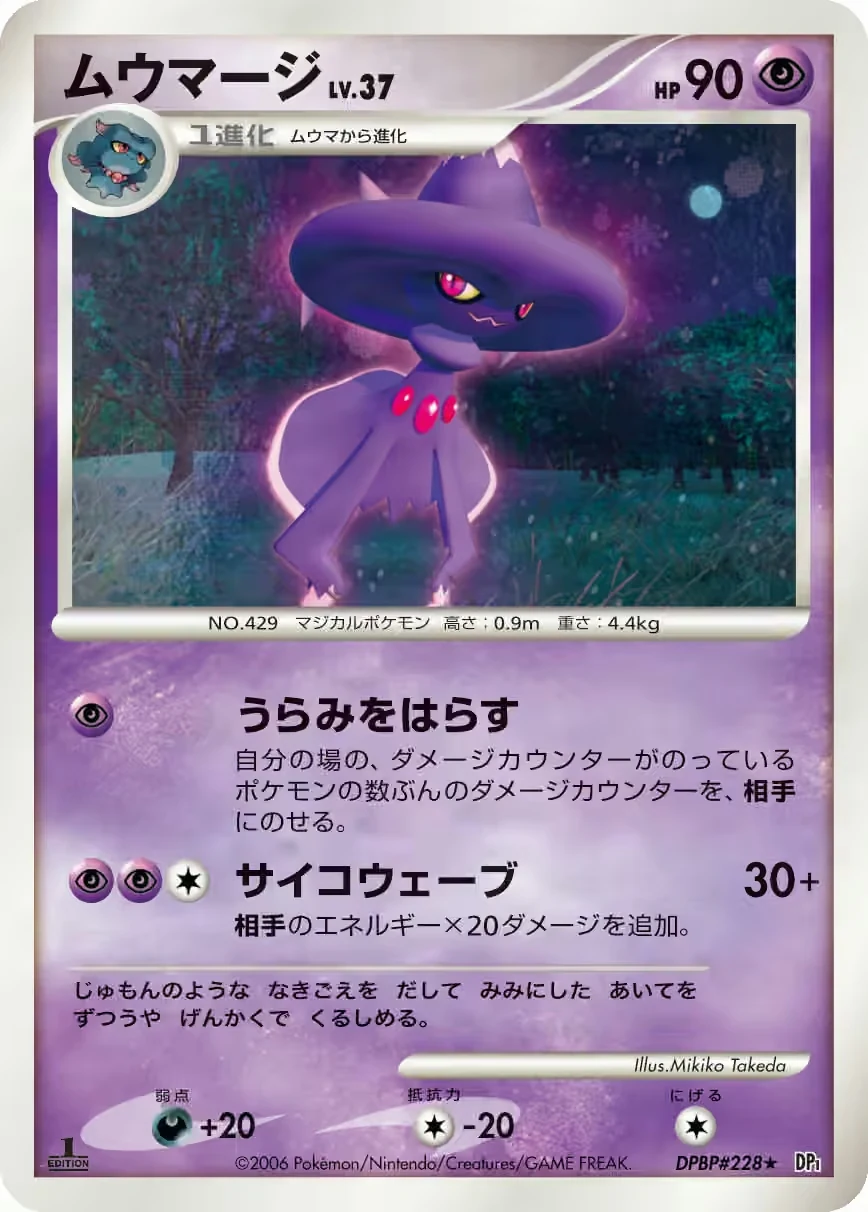 ムウマージ LV.37 HP 90
1進化 ムウマから進化
NO.429 マジカルポケモン 高さ：0.9m 重さ：4.4kg
うらみをはらす
自分の場の、ダメージカウンターがのっている
ポケモンの数ぶんのダメージカウンターを、相手
にのせる。
サイコウェーブ 30+
相手のエネルギー×20ダメージを追加。
じゅもんのような なきごえを だして みみにした あいてを
ずつうや げんかくで くるしめる。
Illus.Mikiko Takeda
弱点 抵抗力 にげる
+20 -20
1 EDITION ©2006 Pokémon/Nintendo/Creatures/GAME FREAK. DPBP#228★ DP1